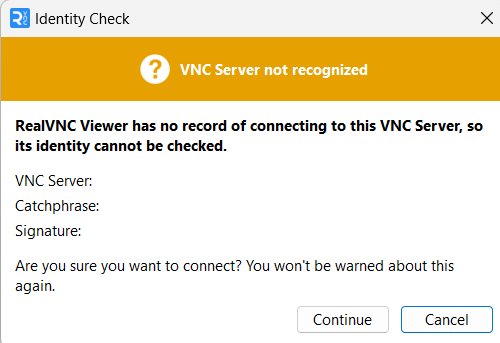 Identity Check
VNC Server not recognized
RealVNC Viewer has no record of connecting to this VNC Server, so
its identity cannot be checked.
VNC Server:
Catchphrase:
Signature:
Are you sure you want to connect? You won't be warned about this
again.
Continue
Cancel